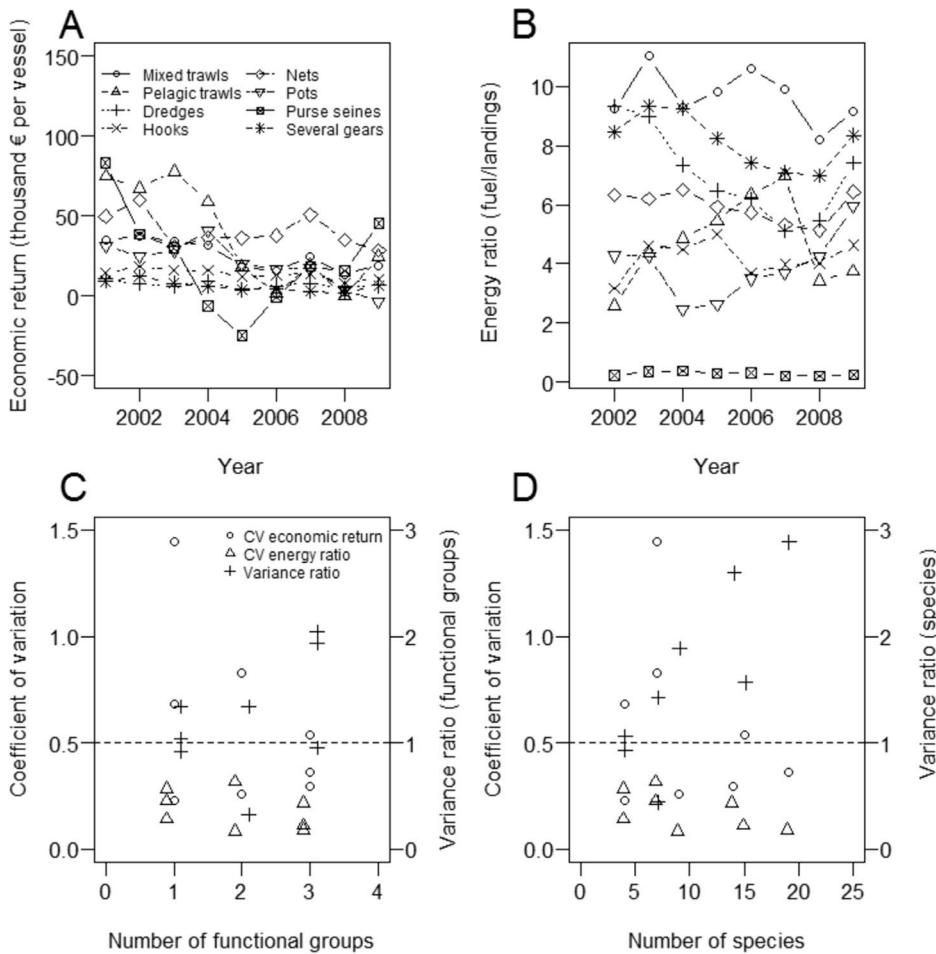 A
Economic return (thousand € per vessel)
150
100
50
0
-50
Mixed trawls
Pelagic trawls
Dredges
Hooks
Nets
Pots
Purse seines
Several gears
2002 2004 2006 2008
Year
B
Energy ratio (fuel/landings)
10
8
6
4
2
0
2002 2004 2006 2008
Year
C
Coefficient of variation
1.5
1.0
0.5
0.0
CV economic return
CV energy ratio
Variance ratio
3
2
1
0
Variance ratio (functional groups)
0 1 2 3 4
Number of functional groups
D
Coefficient of variation
1.5
1.0
0.5
0.0
3
2
1
0
Variance ratio (species)
0 5 10 15 20 25
Number of species